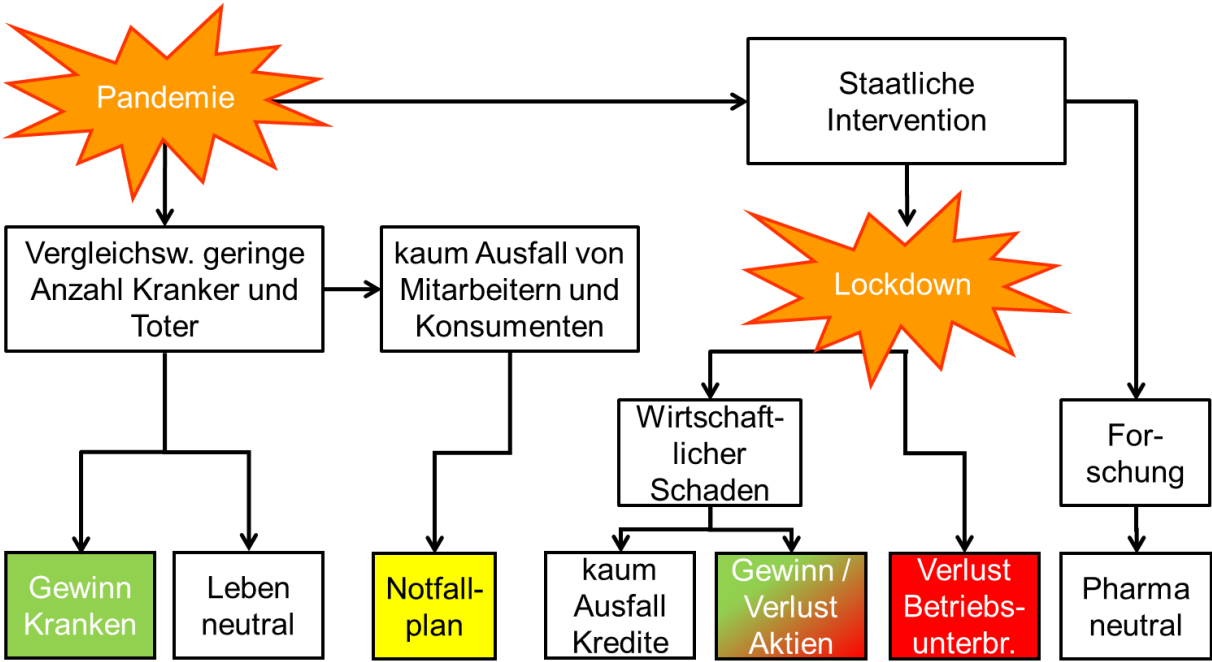 Pandemie
Staatliche
Intervention
Vergleichsw. geringe
Anzahl Kranker und
Toter
kaum Ausfall von
Mitarbeitern und
Konsumenten
Lockdown
Wirtschaft-
licher
Schaden
For-
schung
Gewinn
Kranken
Leben
neutral
Notfall-
plan
kaum
Ausfall
Kredite
Gewinn /
Verlust
Aktien
Verlust
Betriebs-
unterbr.
Pharma
neutral